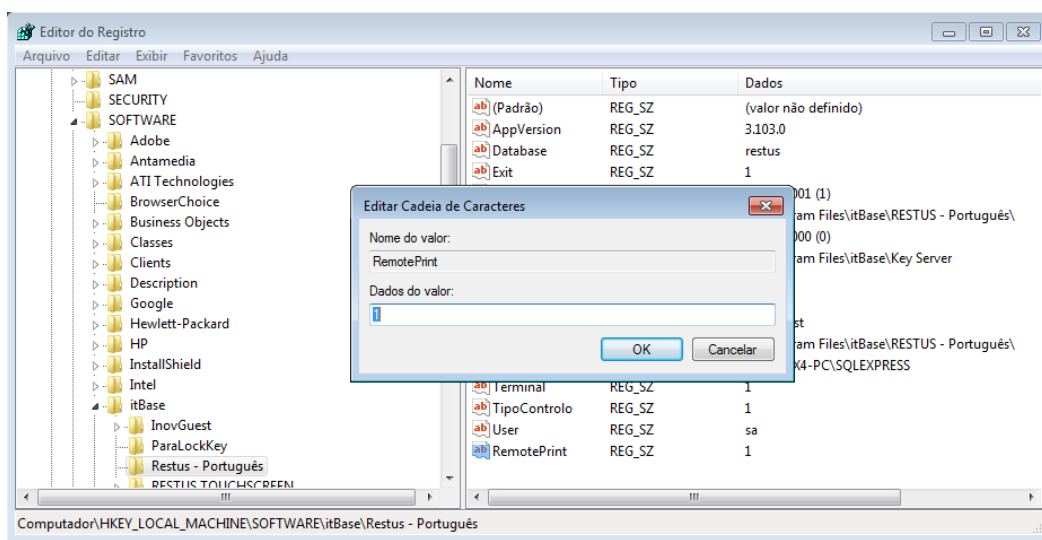 Editor do Registro
Arquivo Editar Exibir Favoritos Ajuda
SAM
SECURITY
SOFTWARE
Adobe
Antamedia
ATI Technologies
BrowserChoice
Business Objects
Classes
Clients
Description
Google
Hewlett-Packard
HP
InstallShield
Intel
itBase
InovGuest
ParaLockKey
Restus - Português
RESTUS TOUCHSCREEN
Nome Tipo Dados
(Padrão) REG_SZ (valor não definido)
AppVersion REG_SZ 3.103.0
Database REG_SZ restus
Exit REG_SZ 1
001 (1)
ram Files\itBase\RESTUS - Português\
000 (0)
ram Files\itBase\Key Server
st
ram Files\itBase\RESTUS - Português\
X4-PC\SQLEXPRESS
Terminal REG_SZ 1
TipoControlo REG_SZ 1
User REG_SZ sa
RemotePrint REG_SZ 1
Editar Cadeia de Caracteres
Nome do valor:
RemotePrint
Dados do valor:
1
OK Cancelar
Computador\HKEY_LOCAL_MACHINE\SOFTWARE\itBase\Restus - Português